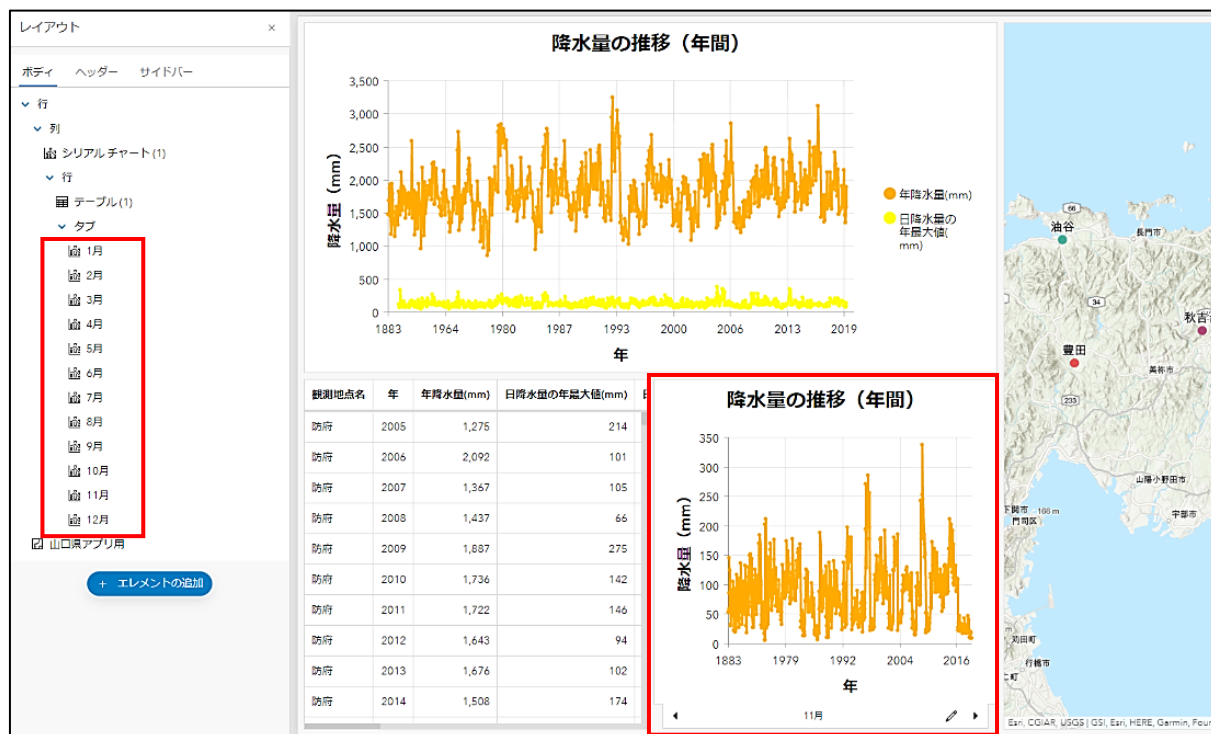 レイアウト ×
ボディ ヘッダー サイドバー
行
列
シリアル チャート (1)
行
テーブル (1)
タブ
1月
2月
3月
4月
5月
6月
7月
8月
9月
10月
11月
12月
山口県アプリ用
+ エレメントの追加
降水量の推移（年間）
降水量（mm）
3,500
3,000
2,500
2,000
1,500
1,000
500
0
1883 1964 1980 1987 1993 2000 2006 2013 2019
年
年降水量(mm)
日降水量の
年最大値(
mm)
観測地点名 年 年降水量(mm) 日降水量の年最大値(mm)
防府 2005 1,275 214
防府 2006 2,092 101
防府 2007 1,367 105
防府 2008 1,437 66
防府 2009 1,887 275
防府 2010 1,736 142
防府 2011 1,722 146
防府 2012 1,643 94
防府 2013 1,676 102
防府 2014 1,508 174
降水量の推移（年間）
降水量（mm）
350
300
250
200
150
100
50
0
1883 1979 1992 2004 2016
年
11月
66
油谷
長門市
34
秋吉
豊田
美祢市
233
山陽小野田市
下関市
門司区
166 m
宇部市
苅田町
行橋市
Esri, CGIAR, USGS | GSI, Esri, HERE, Garmin, Four